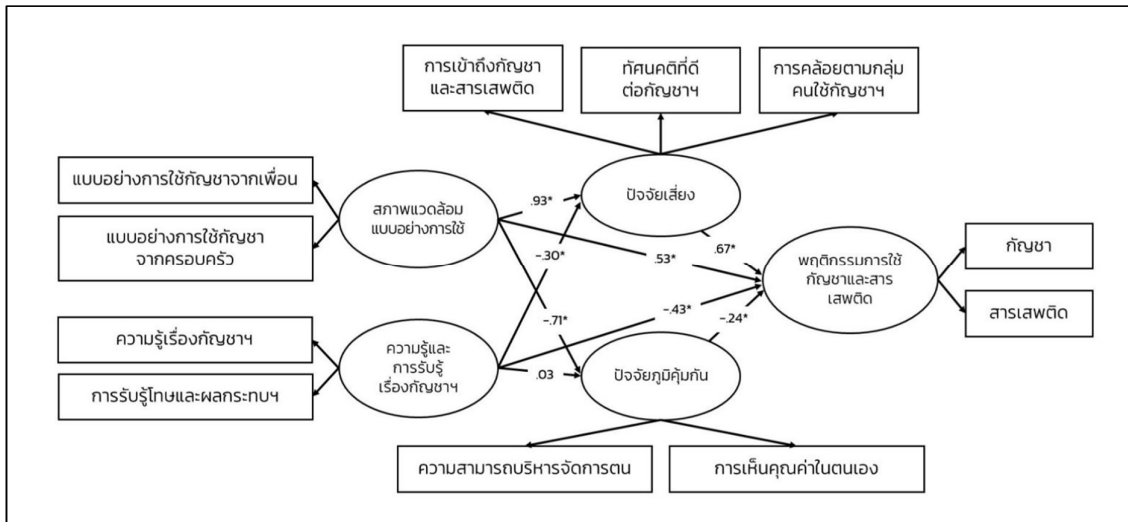 การเข้าถึงกัญชา
และสารเสพติด
ทัศนคติที่ดี
ต่อกัญชาฯ
การคล้อยตามกลุ่ม
คนใช้กัญชาฯ
แบบอย่างการใช้กัญชาจากเพื่อน
แบบอย่างการใช้กัญชา
จากครอบครัว
สภาพแวดล้อม
แบบอย่างการใช้
.93*
ปัจจัยเสี่ยง
-.30*
.53*
.67*
พฤติกรรมการใช้
กัญชาและสาร
เสพติด
กัญชา
สารเสพติด
ความรู้เรื่องกัญชาฯ
การรับรู้โทษและผลกระทบฯ
ความรู้และ
การรับรู้
เรื่องกัญชาฯ
-.71*
-.43*
-.24*
.03
ปัจจัยภูมิคุ้มกัน
ความสามารถบริหารจัดการตน
การเห็นคุณค่าในตนเอง